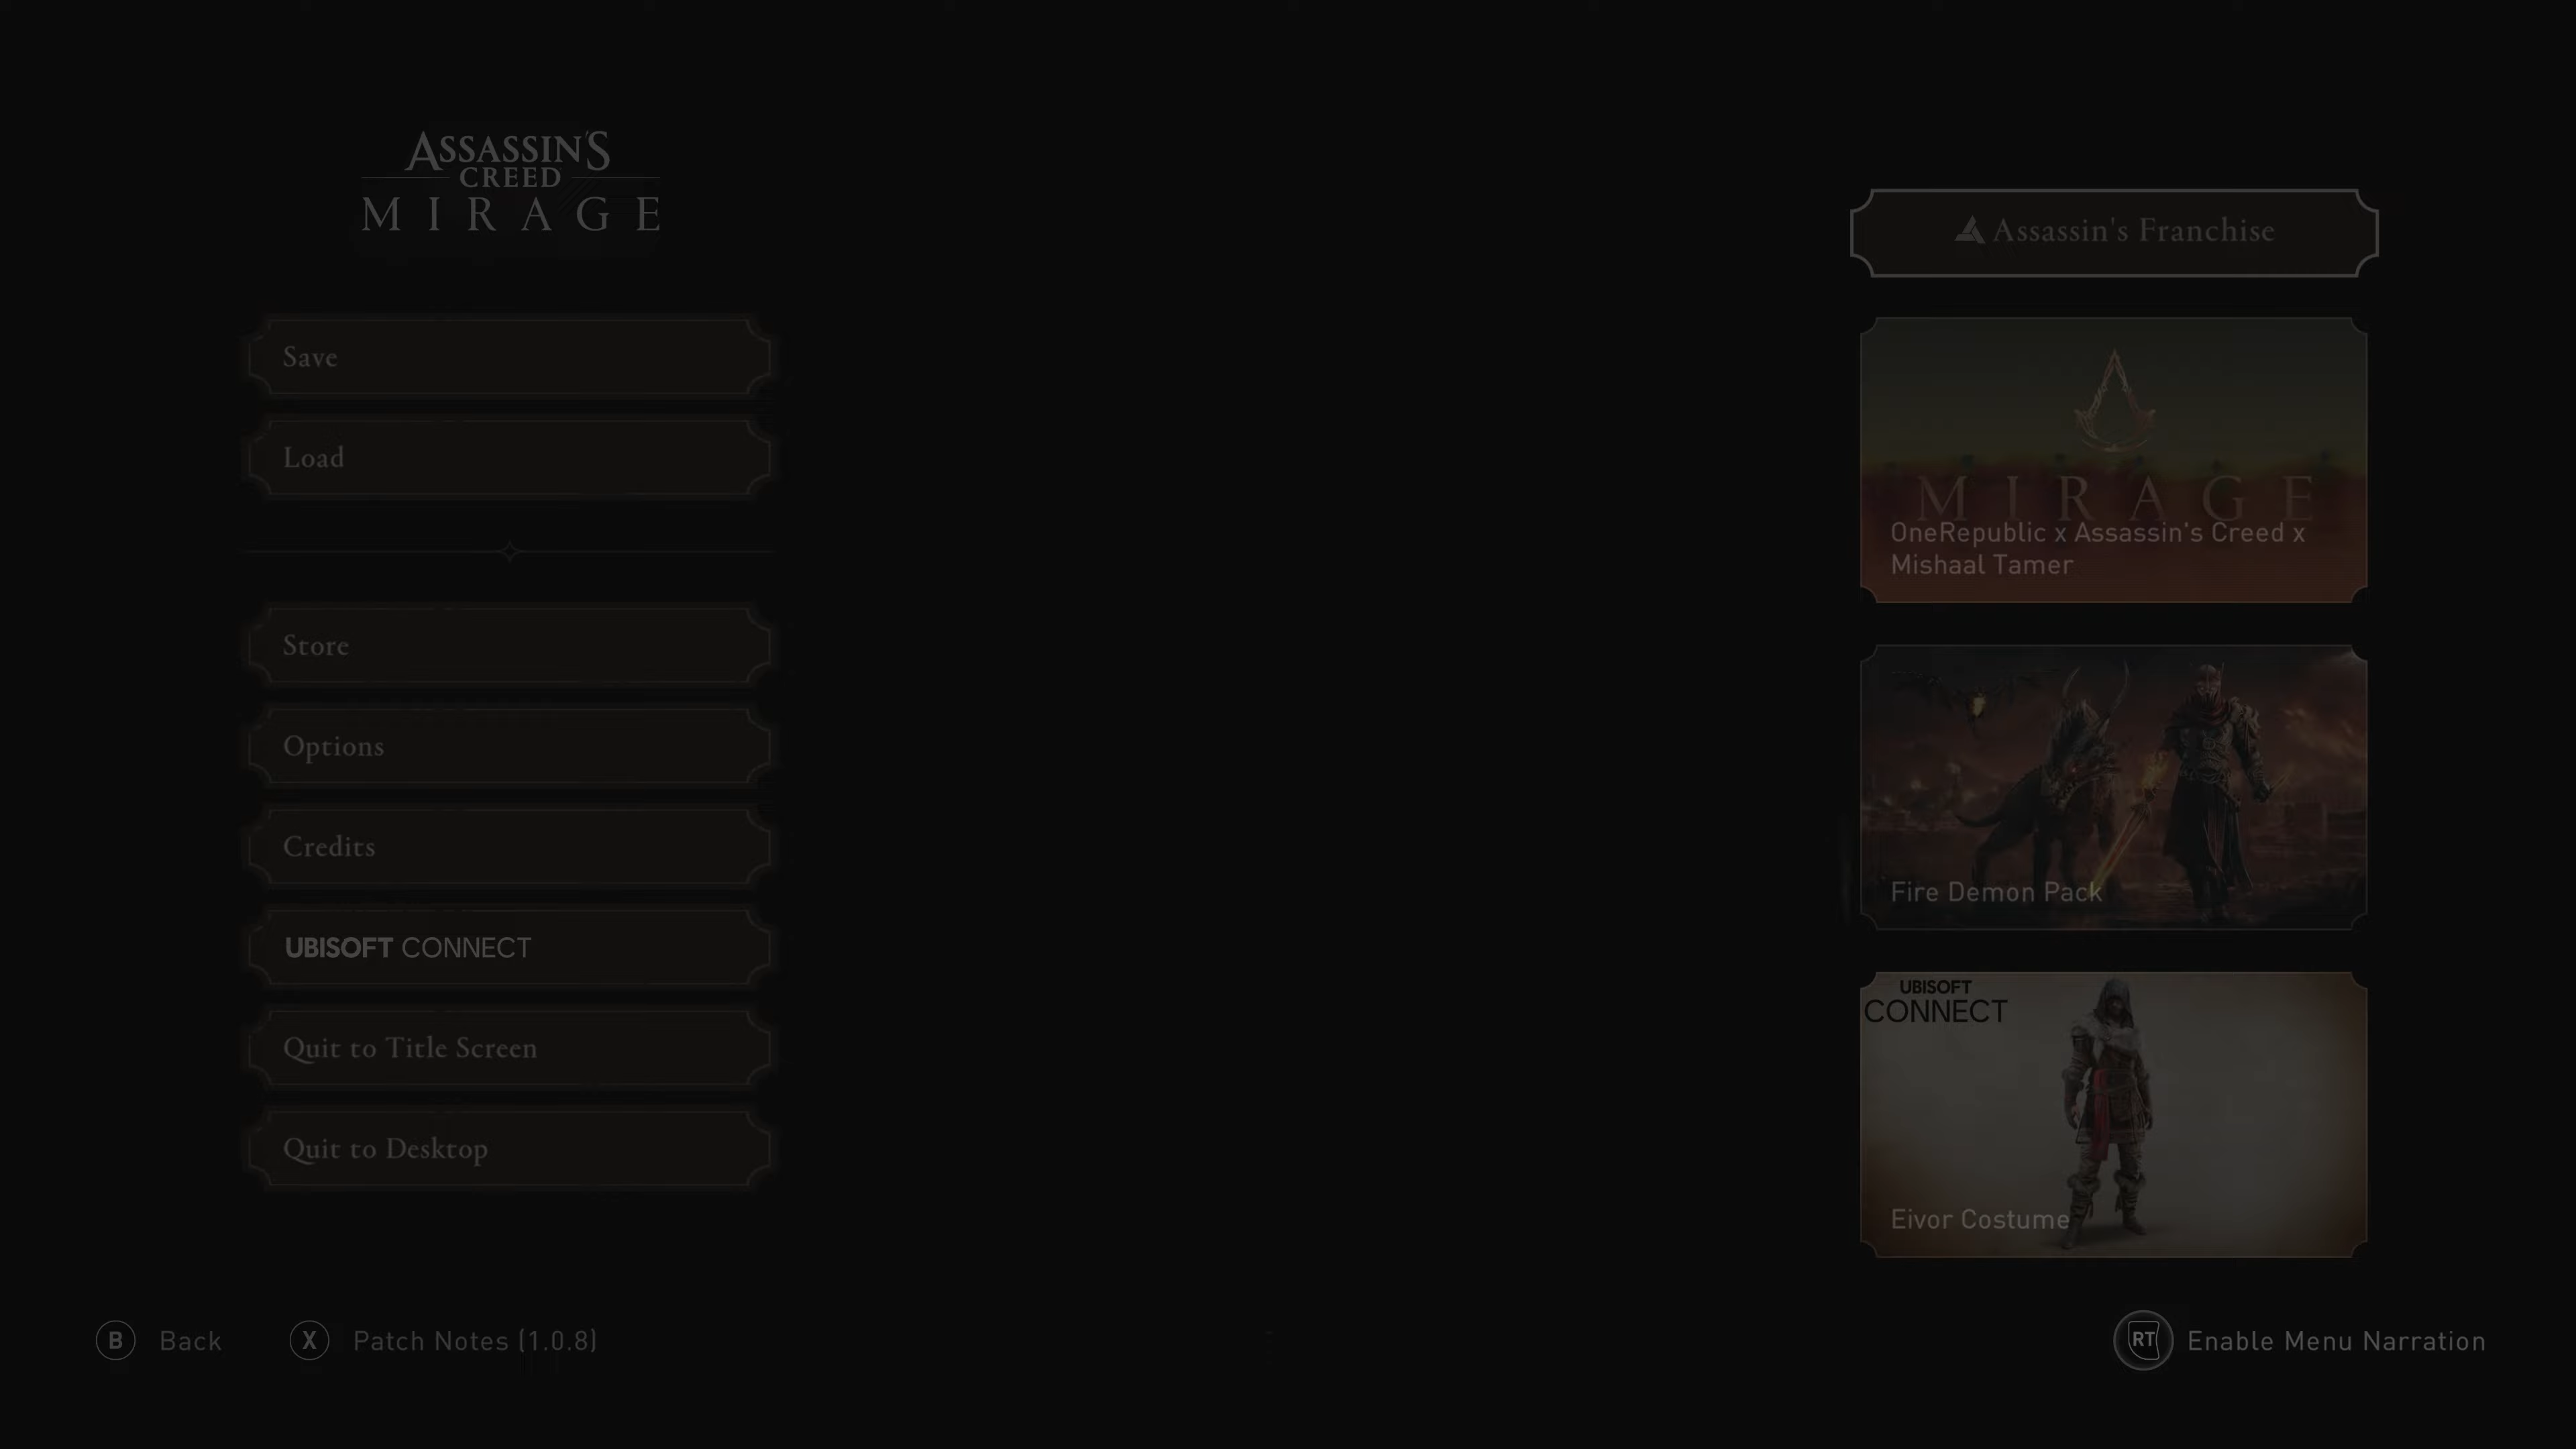 ASSASSIN'S
CREED
MIRAGE
Save
Load
Store
Options
Credits
UBISOFT CONNECT
Quit to Title Screen
Quit to Desktop
Assassin's Franchise
MIRAGE
OneRepublic x Assassin's Creed x
Mishaal Tamer
Fire Demon Pack
UBISOFT
CONNECT
Eivor Costume
B Back
X Patch Notes (1.0.8)
RT Enable Menu Narration